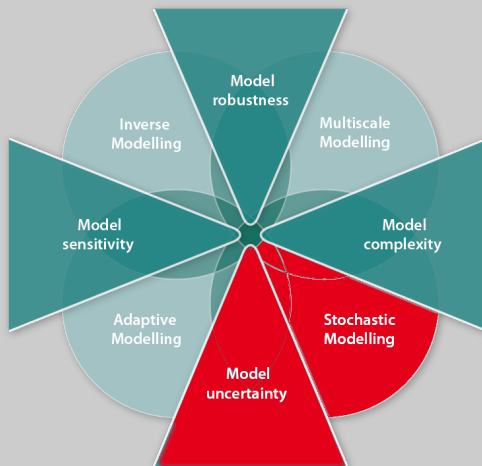 Model
robustness
Inverse
Modelling
Multiscale
Modelling
Model
sensitivity
Model
complexity
Adaptive
Modelling
Stochastic
Modelling
Model
uncertainty